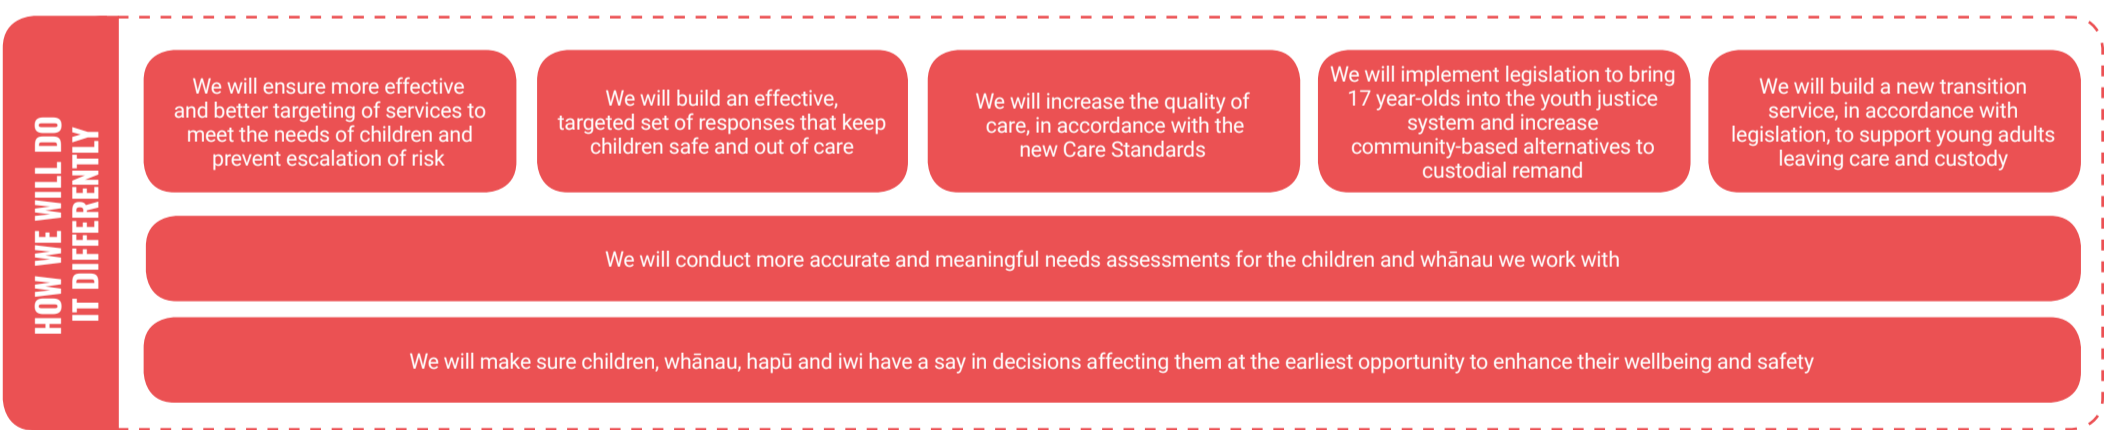 HOW WE WILL DO
IT DIFFERENTLY
We will ensure more effective
and better targeting of services to
meet the needs of children and
prevent escalation of risk
We will build an effective,
targeted set of responses that keep
children safe and out of care
We will increase the quality of
care, in accordance with the
new Care Standards
We will implement legislation to bring
17 year-olds into the youth justice
system and increase
community-based alternatives to
custodial remand
We will build a new transition
service, in accordance with
legislation, to support young adults
leaving care and custody
We will conduct more accurate and meaningful needs assessments for the children and whānau we work with
We will make sure children, whānau, hapū and iwi have a say in decisions affecting them at the earliest opportunity to enhance their wellbeing and safety